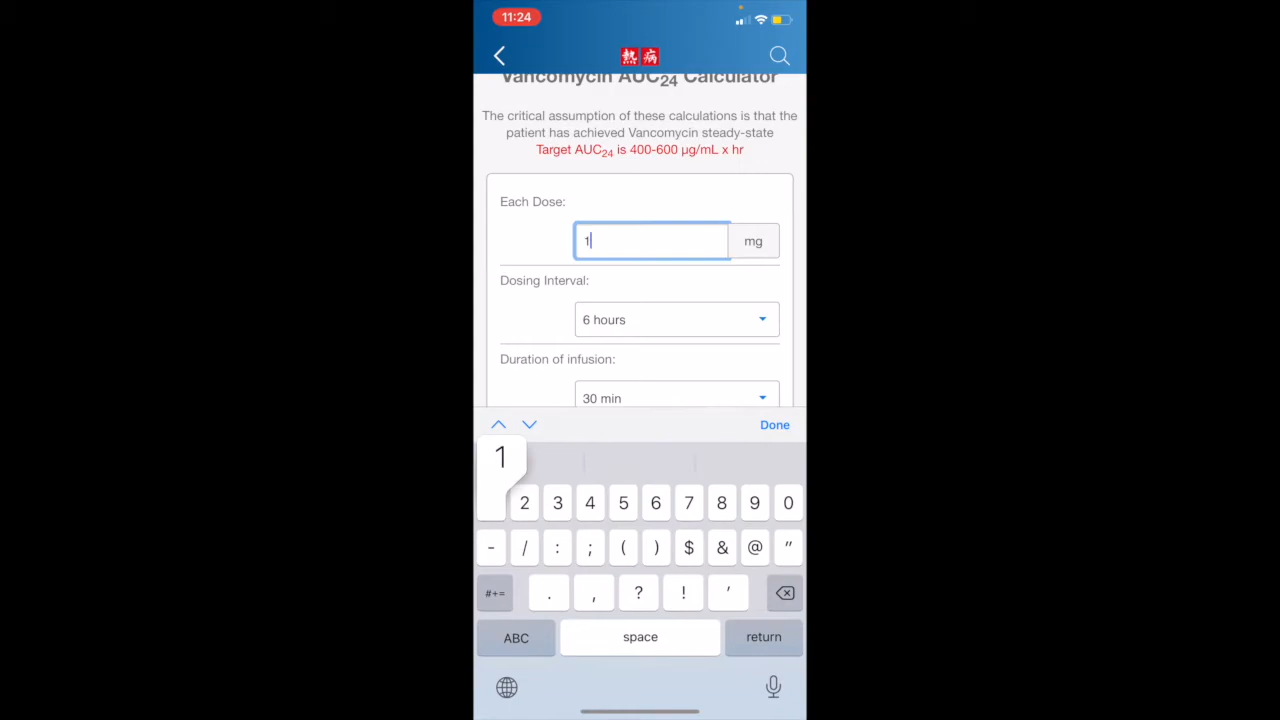 11:24
熱病
Vancomycin AUC24 Calculator
The critical assumption of these calculations is that the
patient has achieved Vancomycin steady-state
Target AUC24 is 400-600 µg/mL x hr
Each Dose:
1 mg
Dosing Interval:
6 hours
Duration of infusion:
30 min
Done
1
2 3 4 5 6 7 8 9 0
- / : ; ( ) $ & @ "
#+= . , ? ! '
ABC space return